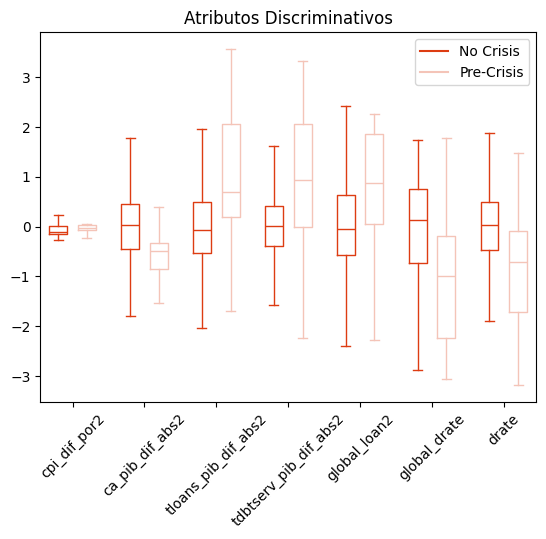 Atributos Discriminativos
No Crisis
Pre-Crisis
3
2
1
0
−1
−2
−3
cpi_dif_por2
ca_pib_dif_abs2
tloans_pib_dif_abs2
tdbtserv_pib_dif_abs2
global_loan2
global_drate
drate